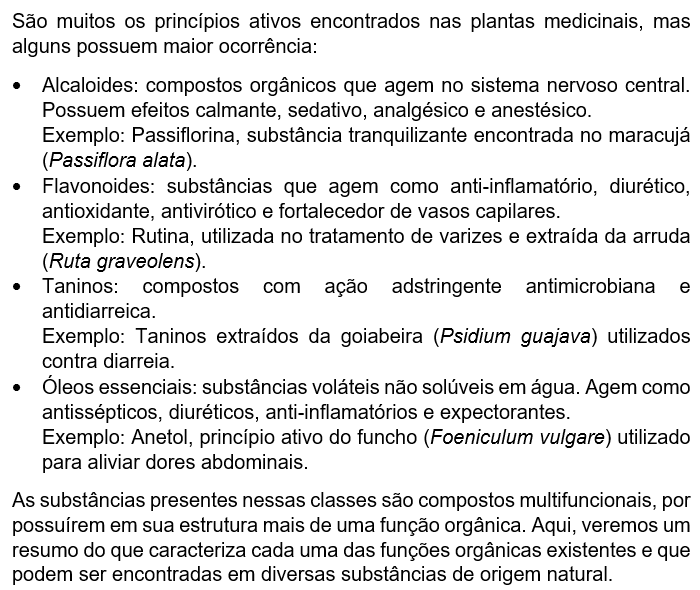 São muitos os princípios ativos encontrados nas plantas medicinais, mas
alguns possuem maior ocorrência:
• Alcaloides: compostos orgânicos que agem no sistema nervoso central.
Possuem efeitos calmante, sedativo, analgésico e anestésico.
Exemplo: Passiflorina, substância tranquilizante encontrada no maracujá
(Passiflora alata).
• Flavonoides: substâncias que agem como anti-inflamatório, diurético,
antioxidante, antivirótico e fortalecedor de vasos capilares.
Exemplo: Rutina, utilizada no tratamento de varizes e extraída da arruda
(Ruta graveolens).
• Taninos: compostos com ação adstringente antimicrobiana e
antidiarreica.
Exemplo: Taninos extraídos da goiabeira (Psidium guajava) utilizados
contra diarreia.
• Óleos essenciais: substâncias voláteis não solúveis em água. Agem como
antissépticos, diuréticos, anti-inflamatórios e expectorantes.
Exemplo: Anetol, princípio ativo do funcho (Foeniculum vulgare) utilizado
para aliviar dores abdominais.
As substâncias presentes nessas classes são compostos multifuncionais, por
possuírem em sua estrutura mais de uma função orgânica. Aqui, veremos um
resumo do que caracteriza cada uma das funções orgânicas existentes e que
podem ser encontradas em diversas substâncias de origem natural.